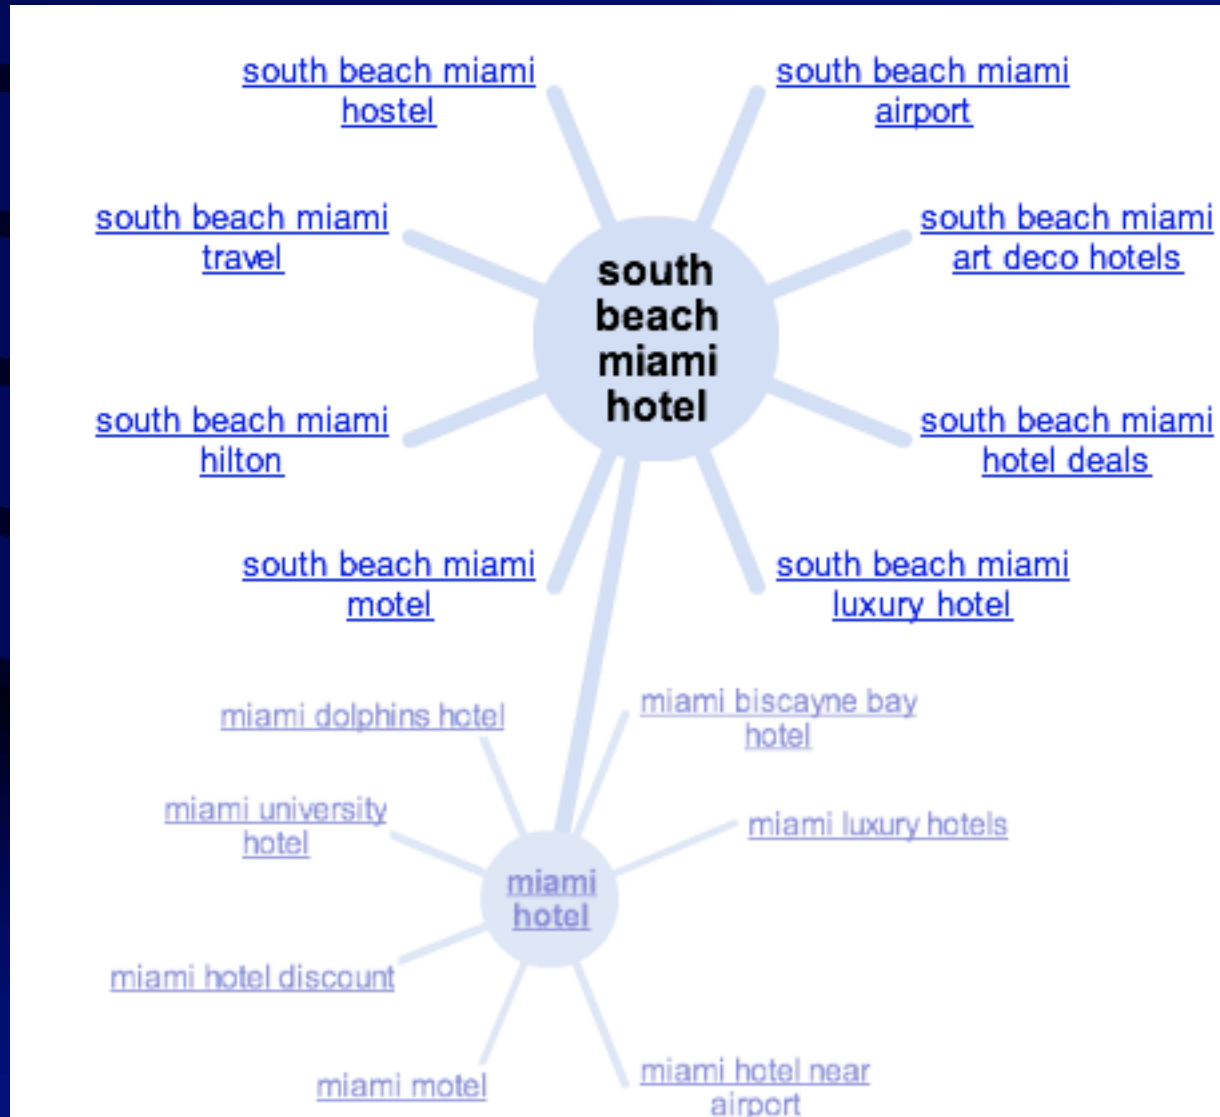 south beach miami
hostel
south beach miami
airport
south beach miami
travel
south beach miami
art deco hotels
south
beach
miami
hotel
south beach miami
hilton
south beach miami
hotel deals
south beach miami
motel
south beach miami
luxury hotel
miami dolphins hotel
miami biscayne bay
hotel
miami university
hotel
miami luxury hotels
miami
hotel
miami hotel discount
miami motel
miami hotel near
airport